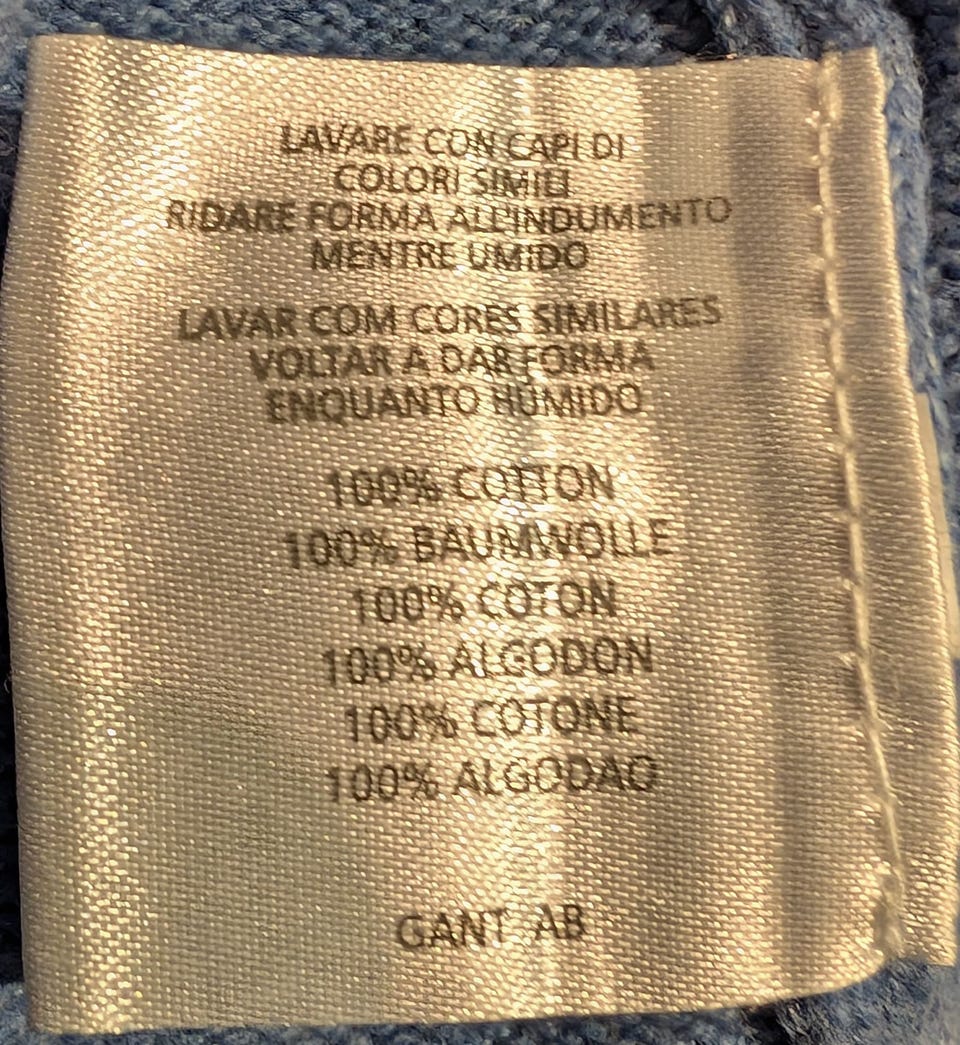 LAVARE CON CAPI DI
COLORI SIMILI
RIDARE FORMA ALL'INDUMENTO
MENTRE UMIDO
LAVAR COM CORES SIMILARES
VOLTAR A DAR FORMA
ENQUANTO HÚMIDO
100% COTTON
100% BAUMWOLLE
100% COTON
100% ALGODON
100% COTONE
100% ALGODAO
GANT AB